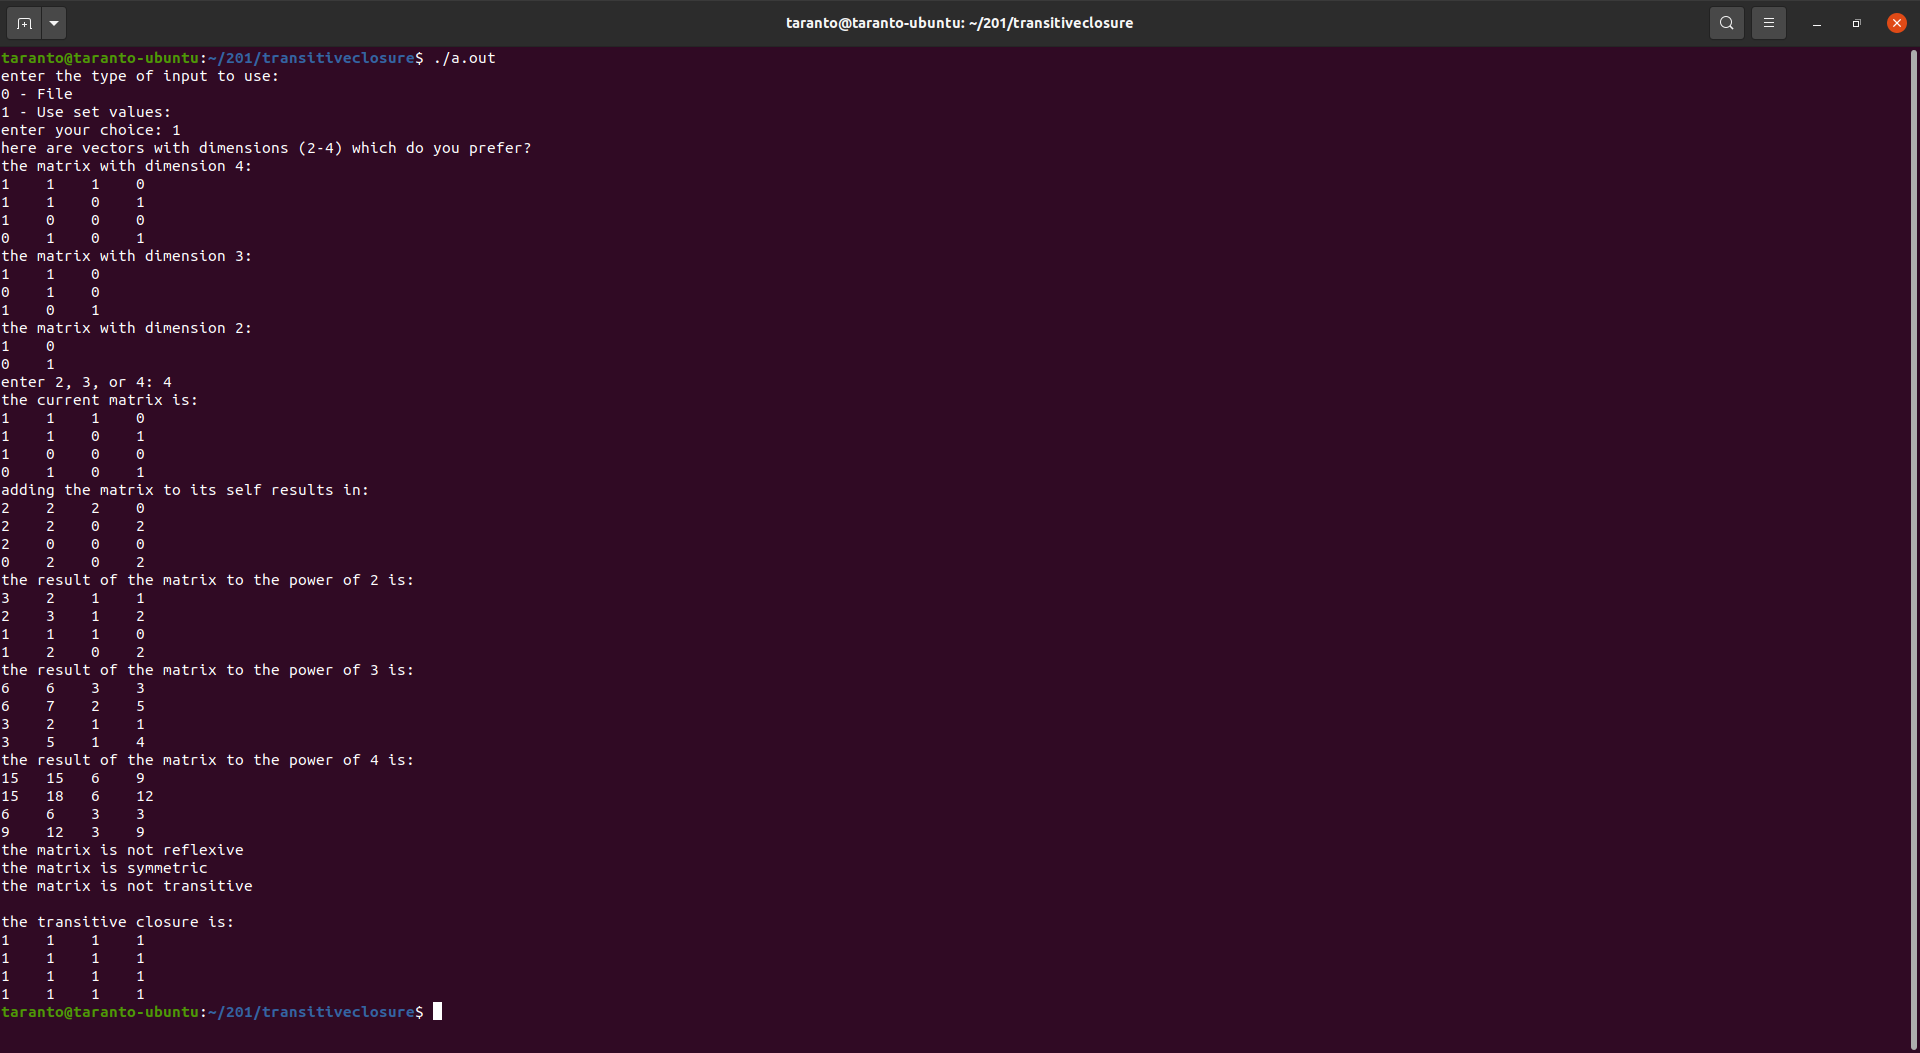 taranto@taranto-ubuntu: ~/201/transitiveclosure
taranto@taranto-ubuntu:~/201/transitiveclosure$ ./a.out
enter the type of input to use:
0 - File
1 - Use set values:
enter your choice: 1
here are vectors with dimensions (2-4) which do you prefer?
the matrix with dimension 4:
1 1 1 0
1 1 0 1
1 0 0 0
0 1 0 1
the matrix with dimension 3:
1 1 0
0 1 0
1 0 1
the matrix with dimension 2:
1 0
0 1
enter 2, 3, or 4: 4
the current matrix is:
1 1 1 0
1 1 0 1
1 0 0 0
0 1 0 1
adding the matrix to its self results in:
2 2 2 0
2 2 0 2
2 0 0 0
0 2 0 2
the result of the matrix to the power of 2 is:
3 2 1 1
2 3 1 2
1 1 1 0
1 2 0 2
the result of the matrix to the power of 3 is:
6 6 3 3
6 7 2 5
3 2 1 1
3 5 1 4
the result of the matrix to the power of 4 is:
15 15 6 9
15 18 6 12
6 6 3 3
9 12 3 9
the matrix is not reflexive
the matrix is symmetric
the matrix is not transitive
the transitive closure is:
1 1 1 1
1 1 1 1
1 1 1 1
1 1 1 1
taranto@taranto-ubuntu:~/201/transitiveclosure$